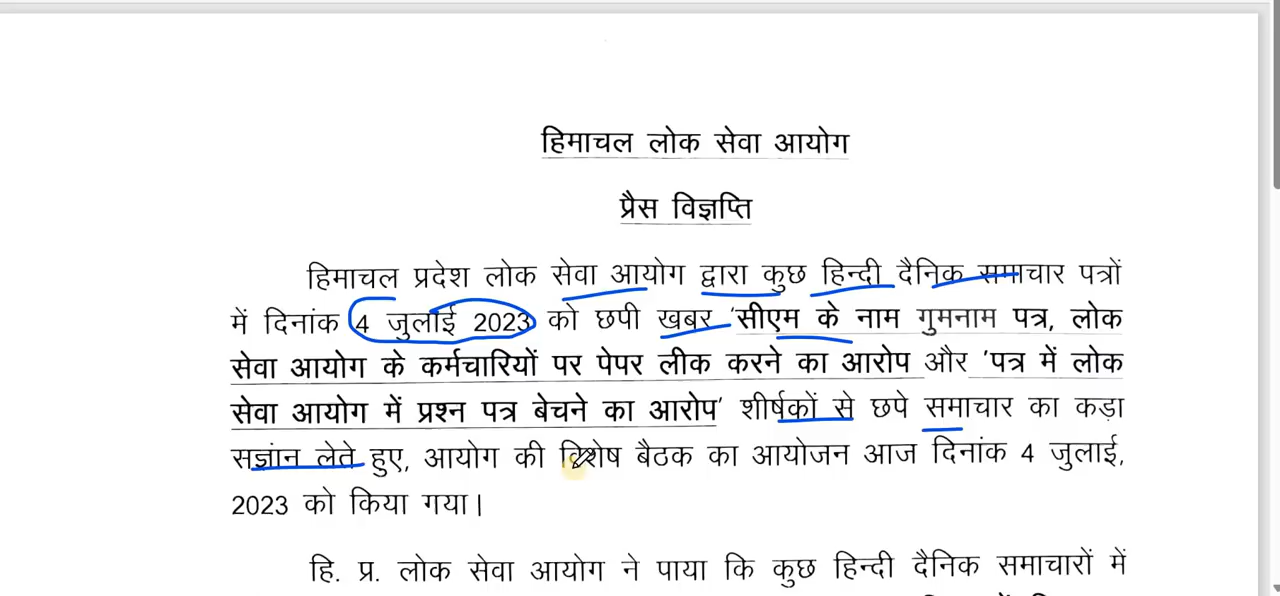 हिमाचल लोक सेवा आयोग
प्रैस विज्ञप्ति
हिमाचल प्रदेश लोक सेवा आयोग द्वारा कुछ हिन्दी दैनिक समाचार पत्रों
में दिनांक 4 जुलाई 2023 को छपी खबर 'सीएम के नाम गुमनाम पत्र, लोक
सेवा आयोग के कर्मचारियों पर पेपर लीक करने का आरोप और 'पत्र में लोक
सेवा आयोग में प्रश्न पत्र बेचने का आरोप' शीर्षकों से छपे समाचार का कड़ा
सज्ञांन लेते हुए, आयोग की विशेष बैठक का आयोजन आज दिनांक 4 जुलाई,
2023 को किया गया।
हि. प्र. लोक सेवा आयोग ने पाया कि कुछ हिन्दी दैनिक समाचारों में